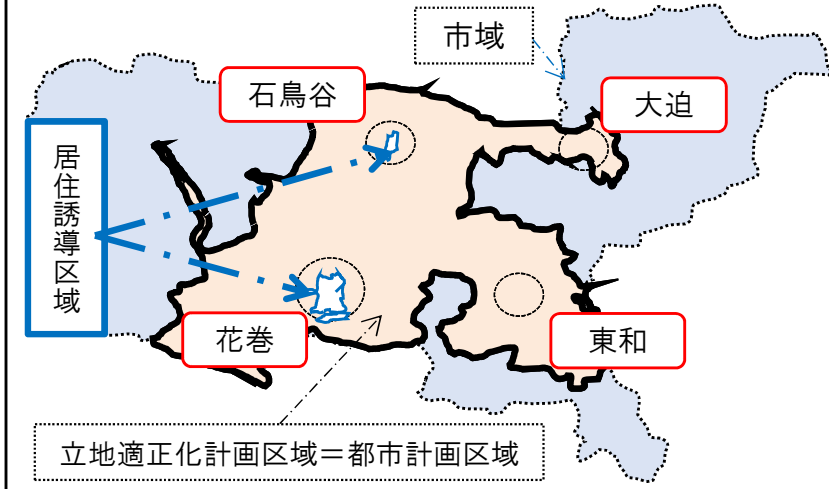 市域
石鳥谷
大迫
居住誘導区域
花巻
東和
立地適正化計画区域＝都市計画区域